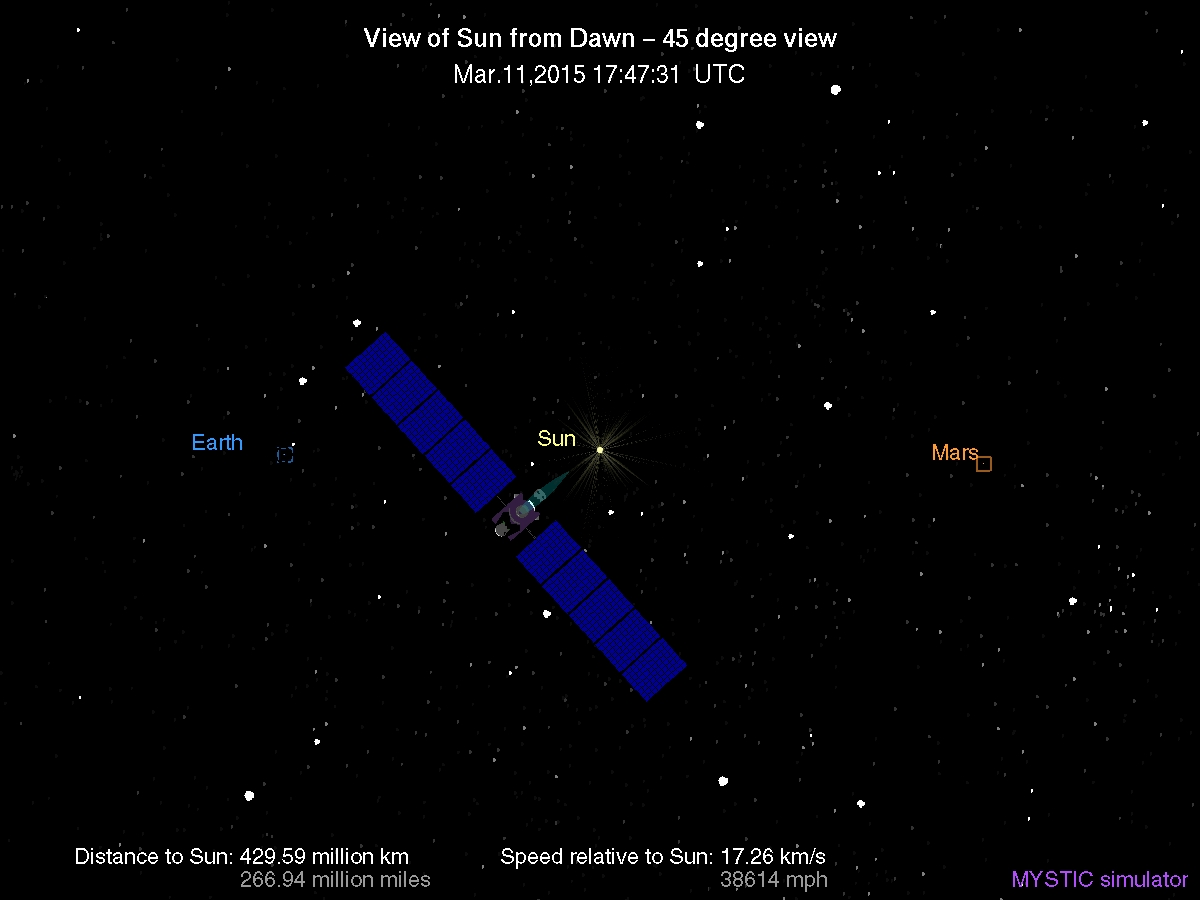 View of Sun from Dawn – 45 degree view
Mar.11,2015 17:47:31 UTC
Sun
Earth
Mars
Distance to Sun: 429.59 million km
266.94 million miles
Speed relative to Sun: 17.26 km/s
38614 mph
MYSTIC simulator